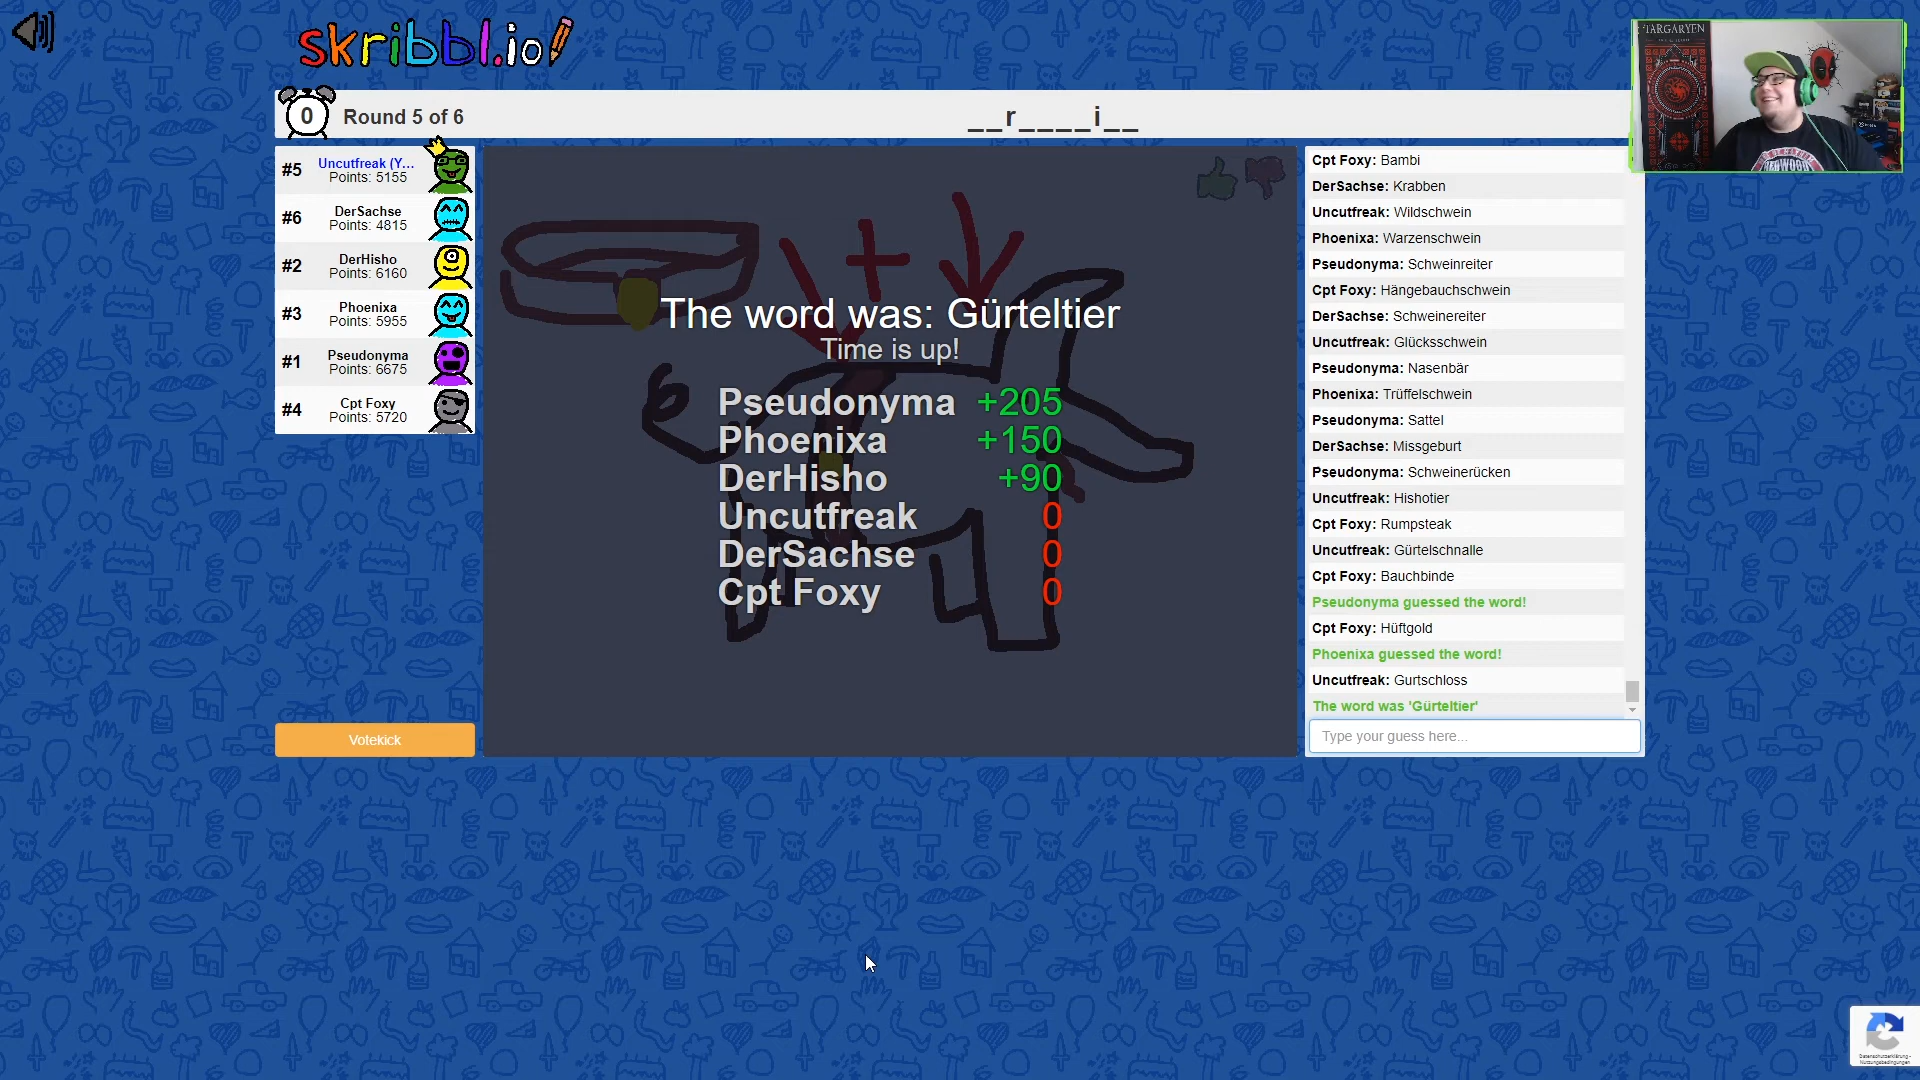 skribbl.io
0
Round 5 of 6
__r____i__
TARGARYEN
#5
Uncutfreak (Y...
Points: 5155
#6
DerSachse
Points: 4815
#2
DerHisho
Points: 6160
#3
Phoenixa
Points: 5955
#1
Pseudonyma
Points: 6675
#4
Cpt Foxy
Points: 5720
Votekick
The word was: Gürteltier
Time is up!
Pseudonyma +205
Phoenixa +150
DerHisho +90
Uncutfreak 0
DerSachse 0
Cpt Foxy 0
Cpt Foxy: Bambi
DerSachse: Krabben
Uncutfreak: Wildschwein
Phoenixa: Warzenschwein
Pseudonyma: Schweinreiter
Cpt Foxy: Hängebauchschwein
DerSachse: Schweinereiter
Uncutfreak: Glücksschwein
Pseudonyma: Nasenbär
Phoenixa: Trüffelschwein
Pseudonyma: Sattel
DerSachse: Missgeburt
Pseudonyma: Schweinerücken
Uncutfreak: Hishotier
Cpt Foxy: Rumpsteak
Uncutfreak: Gürtelschnalle
Cpt Foxy: Bauchbinde
Pseudonyma guessed the word!
Cpt Foxy: Hüftgold
Phoenixa guessed the word!
Uncutfreak: Gurtschloss
The word was 'Gürteltier'
Type your guess here...
Datenschutzerklärung -
Nutzungsbedingungen